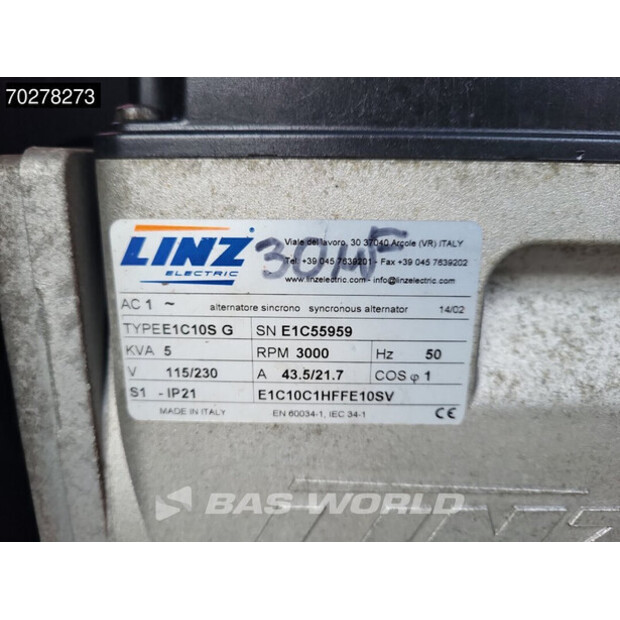 70278273
LINZ
ELECTRIC
30µF
Viale del lavoro, 30 37040 Arcole (VR) ITALY
Tel. +39 045 7639201 - Fax +39 045 7639202
www.linzelectric.com - info@linzelectric.com
AC 1 ~ alternatore sincrono syncronous alternator 14/02
TYPE E1C10S G SN E1C55959
KVA 5 RPM 3000 Hz 50
V 115/230 A 43.5/21.7 COS φ 1
S1 - IP21 E1C10C1HFFE10SV
MADE IN ITALY EN 60034-1, IEC 34-1 CE
BAS WORLD
LINZ